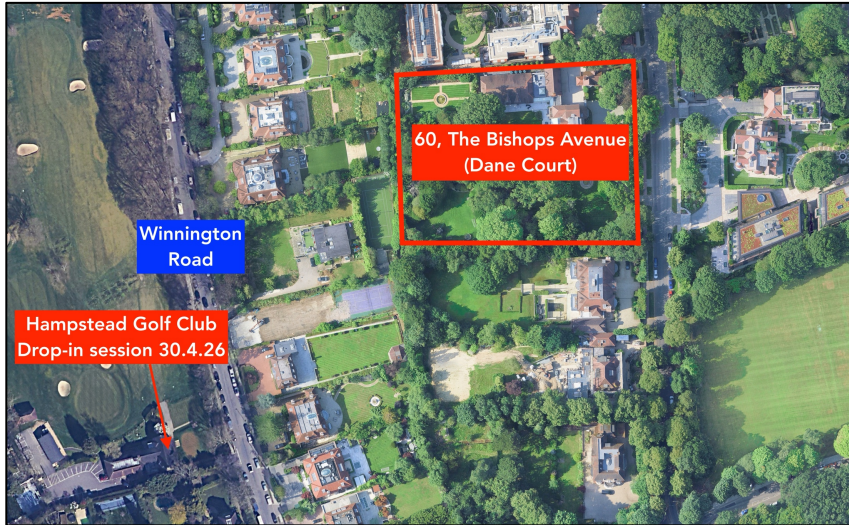 60, The Bishops Avenue
(Dane Court)
Winnington
Road
Hampstead Golf Club
Drop-in session 30.4.26